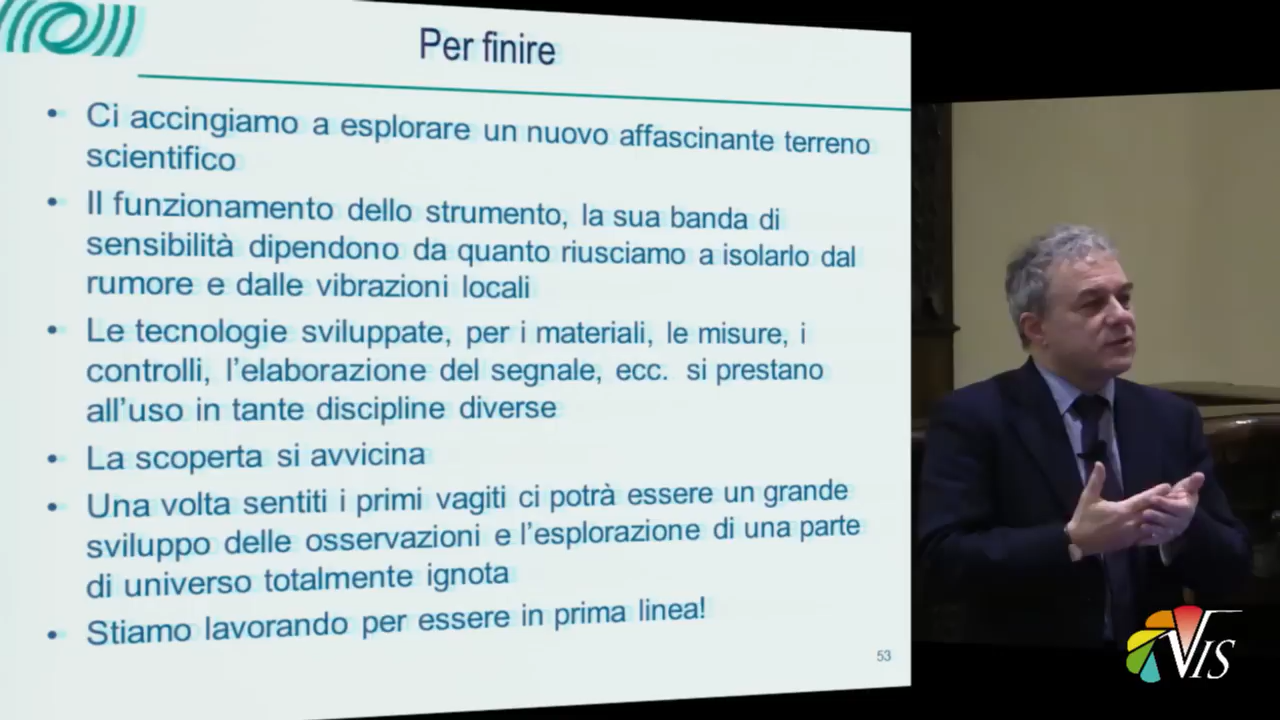 Per finire
• Ci accingiamo a esplorare un nuovo affascinante terreno
scientifico
• Il funzionamento dello strumento, la sua banda di
sensibilità dipendono da quanto riusciamo a isolarlo dal
rumore e dalle vibrazioni locali
• Le tecnologie sviluppate, per i materiali, le misure, i
controlli, l'elaborazione del segnale, ecc. si prestano
all'uso in tante discipline diverse
• La scoperta si avvicina
• Una volta sentiti i primi vagiti ci potrà essere un grande
sviluppo delle osservazioni e l'esplorazione di una parte
di universo totalmente ignota
• Stiamo lavorando per essere in prima linea!
53
VIS